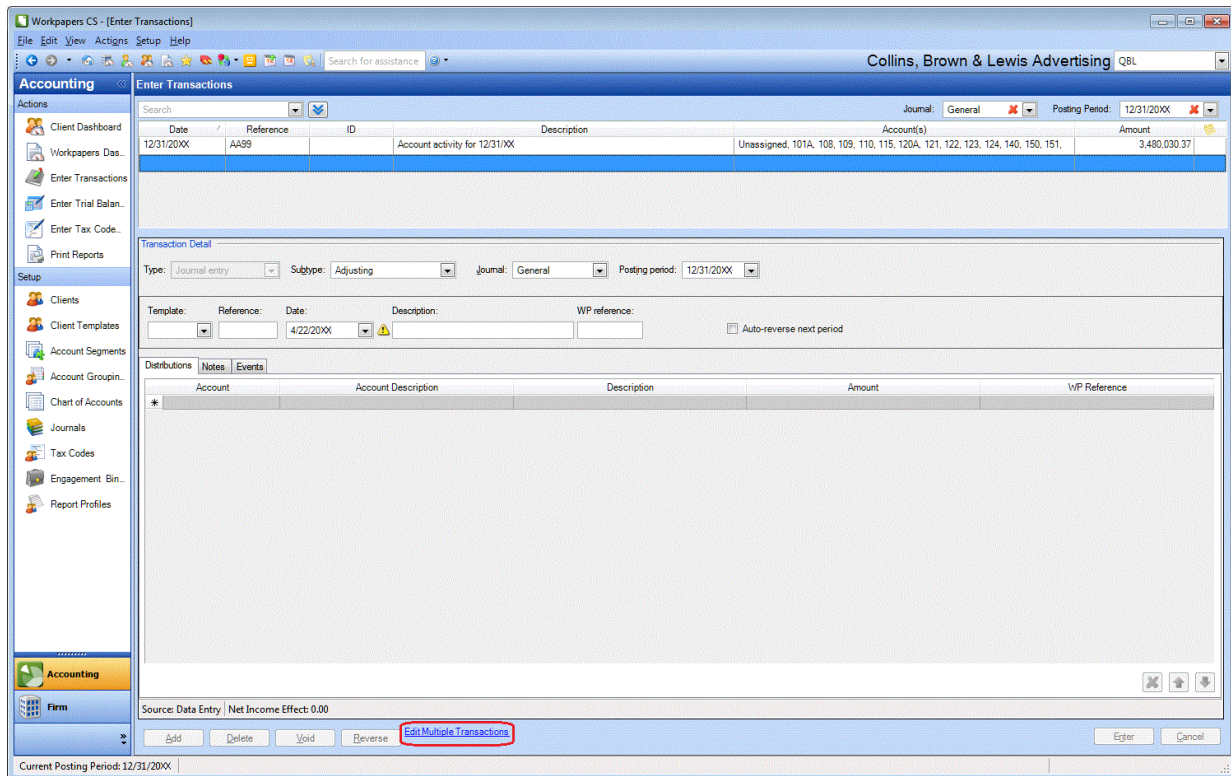 Workpapers CS - [Enter Transactions]
File Edit View Actions Setup Help
Search for assistance
Collins, Brown & Lewis Advertising QBL
Accounting
Enter Transactions
Actions
Client Dashboard
Workpapers Das...
Enter Transactions
Enter Trial Balan...
Enter Tax Code...
Print Reports
Setup
Clients
Client Templates
Account Segments
Account Groupin...
Chart of Accounts
Journals
Tax Codes
Engagement Bin...
Report Profiles
Accounting
Firm
Search
Journal: General
Posting Period: 12/31/20XX
Date Reference ID Description Account(s) Amount
12/31/20XX AA99 Account activity for 12/31/XX Unassigned, 101A, 108, 109, 110, 115, 120A, 121, 122, 123, 124, 140, 150, 151, 3,480,030.37
Transaction Detail
Type: Journal entry Subtype: Adjusting Journal: General Posting period: 12/31/20XX
Template: Reference: Date: Description: WP reference:
4/22/20XX
Auto-reverse next period
Distributions Notes Events
Account Account Description Description Amount WP Reference
Source: Data Entry Net Income Effect: 0.00
Add Delete Void Reverse Edit Multiple Transactions Enter Cancel
Current Posting Period: 12/31/20XX